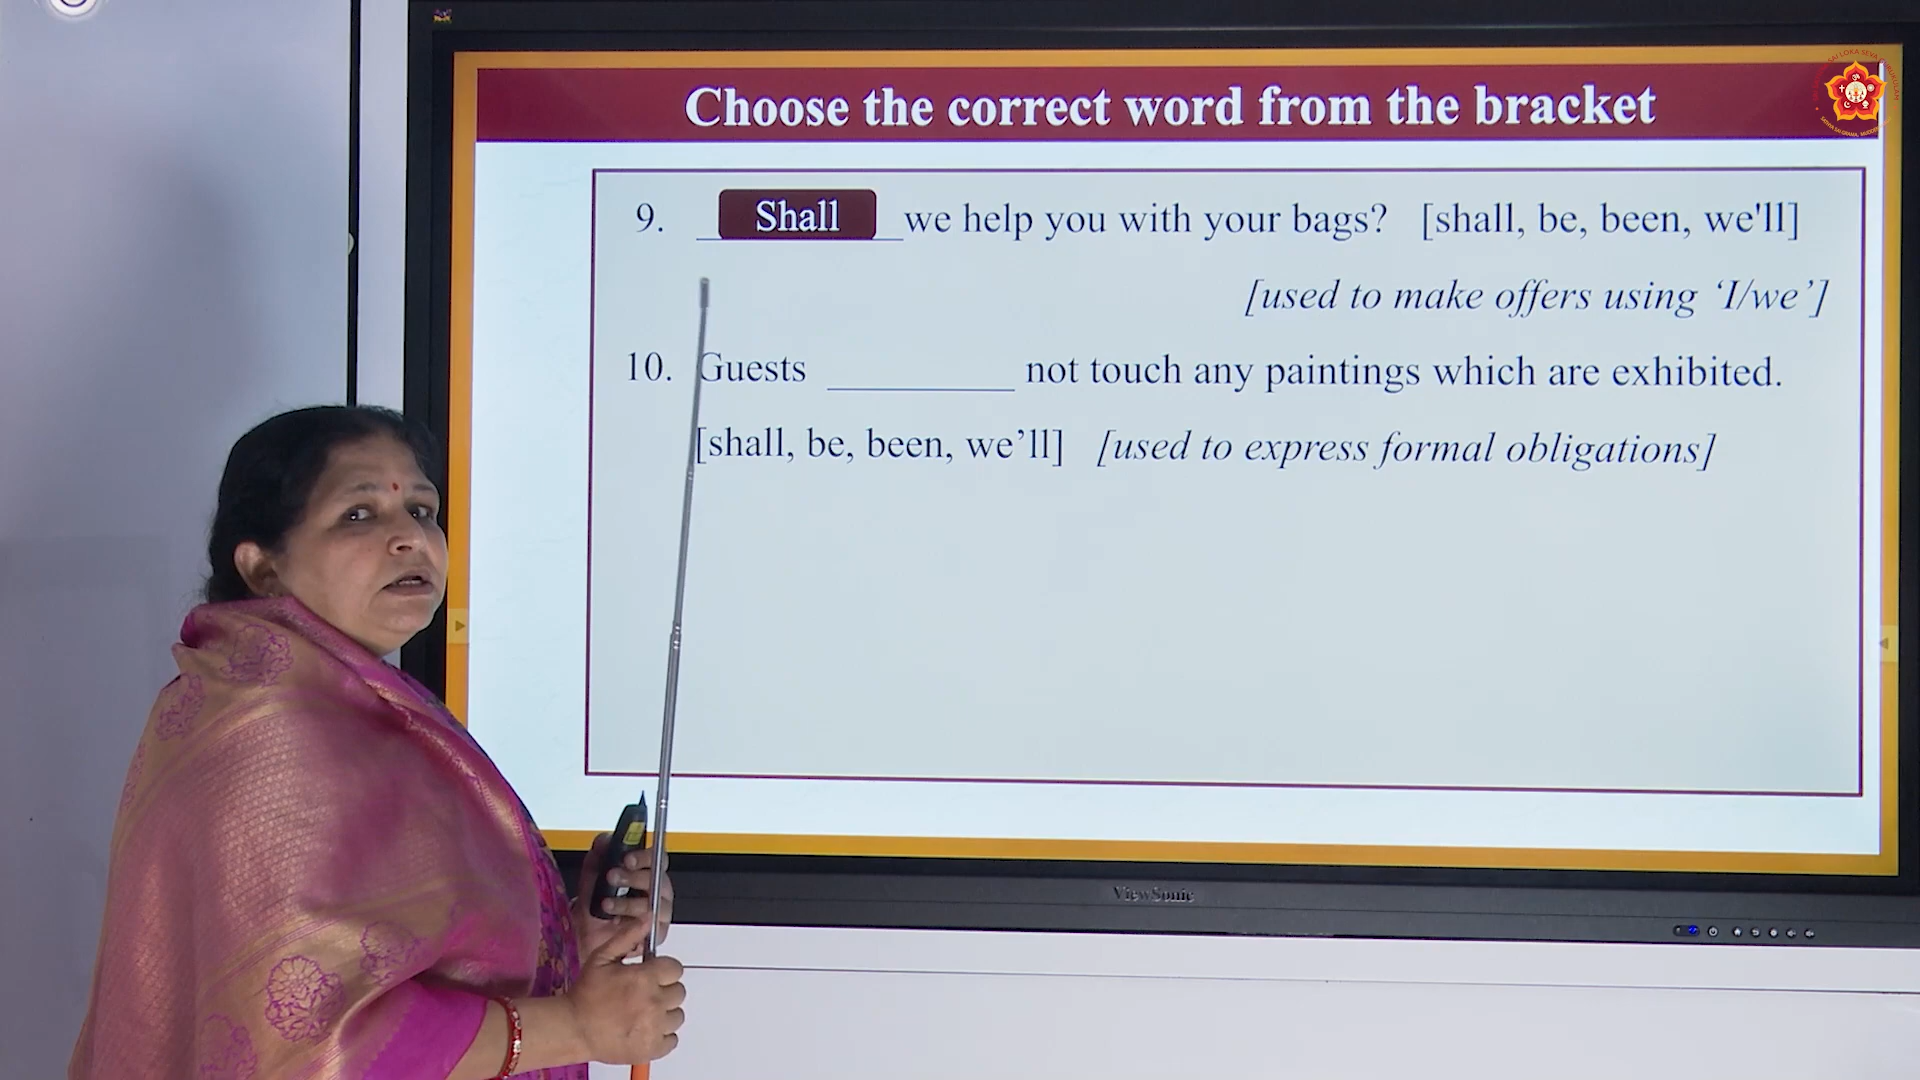 Choose the correct word from the bracket
9. Shall we help you with your bags? [shall, be, been, we'll]
[used to make offers using ‘I/we’]
10. Guests __________ not touch any paintings which are exhibited.
[shall, be, been, we’ll] [used to express formal obligations]
ViewSonic